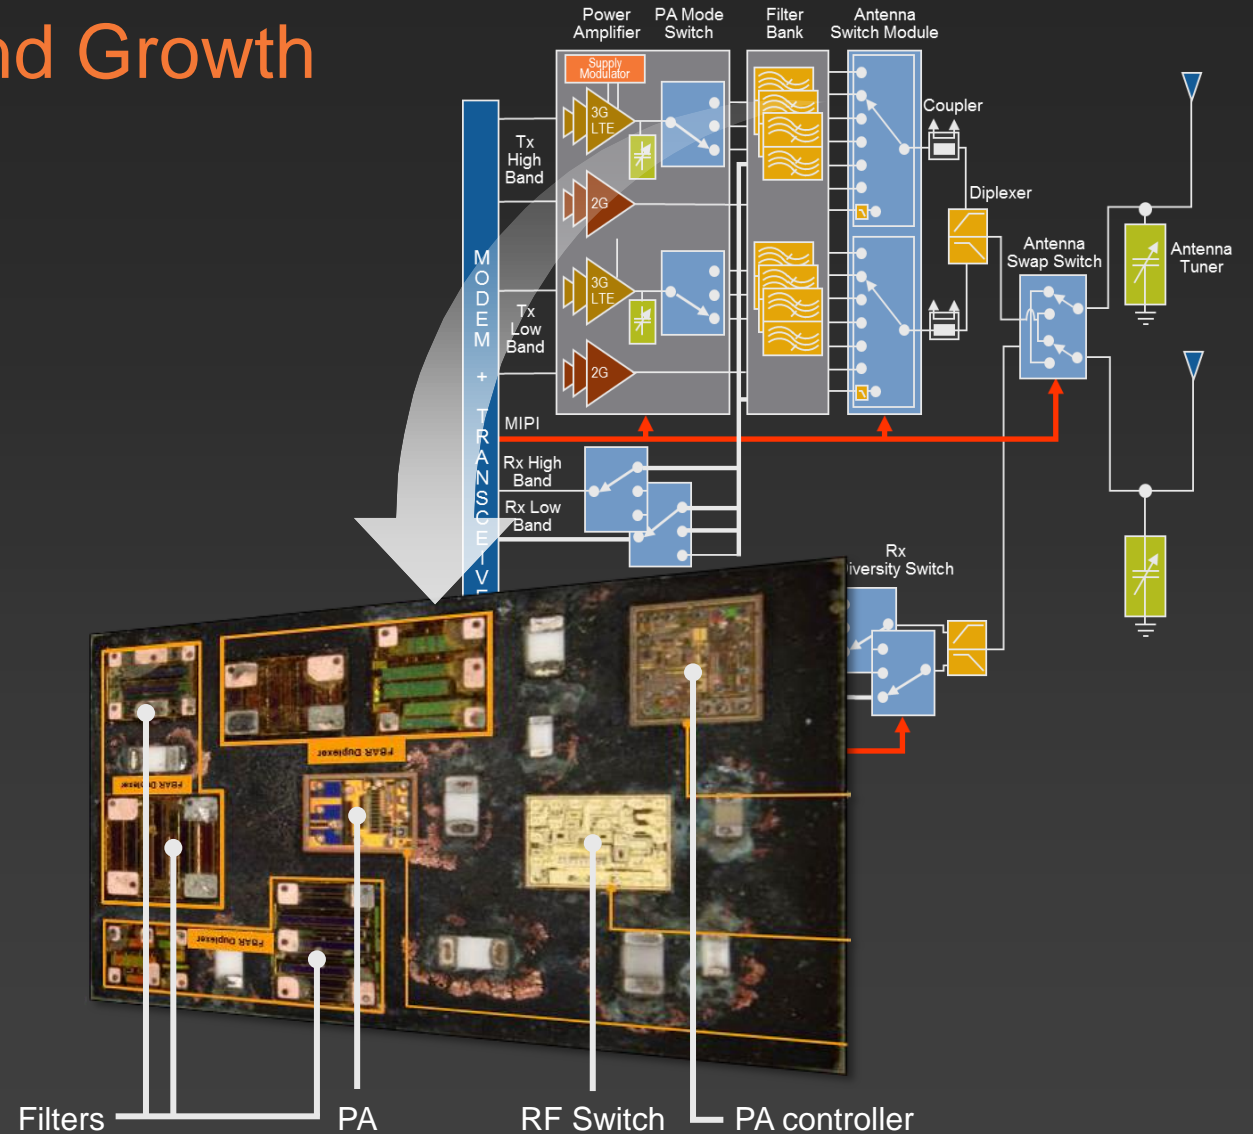 nd Growth
Power
Amplifier
PA Mode
Switch
Filter
Bank
Antenna
Switch Module
Supply
Modulator
3G
LTE
2G
3G
LTE
2G
Tx
High
Band
Tx
Low
Band
MODEM + TRANSCEIVE
MIPI
Rx High
Band
Rx Low
Band
Coupler
Diplexer
Antenna
Swap Switch
Antenna
Tuner
Rx
iversity Switch
FBAR Duplexer
FBAR Duplexer
FBAR Duplexer
Filters
PA
RF Switch
PA controller